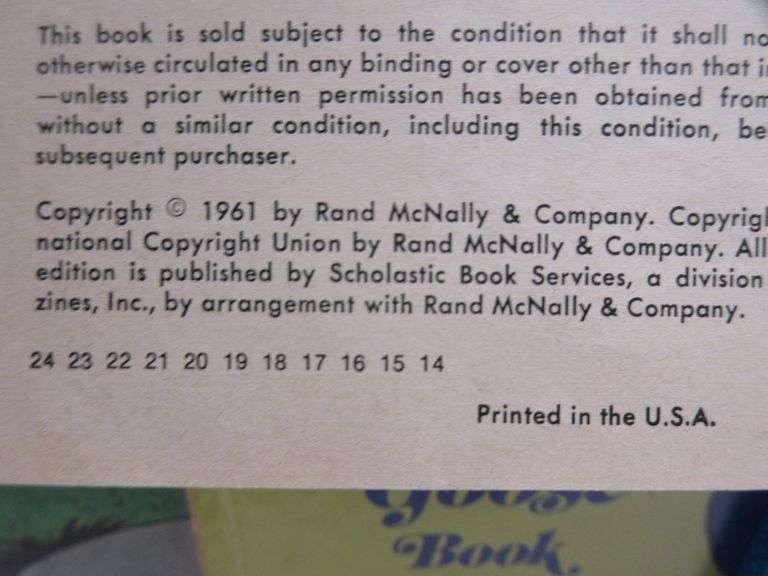 This book is sold subject to the condition that it shall
otherwise circulated in any binding or cover other than that
—unless prior written permission has been obtained from
without a similar condition, including this condition, be
subsequent purchaser.
Copyright © 1961 by Rand McNally & Company.
national Copyright Union by Rand McNally & Company. All
edition is published by Scholastic Book Services, a division
zines, Inc., by arrangement with Rand McNally & Company.
24 23 22 21 20 19 18 17 16 15 14
Printed in the U.S.A.
Book.